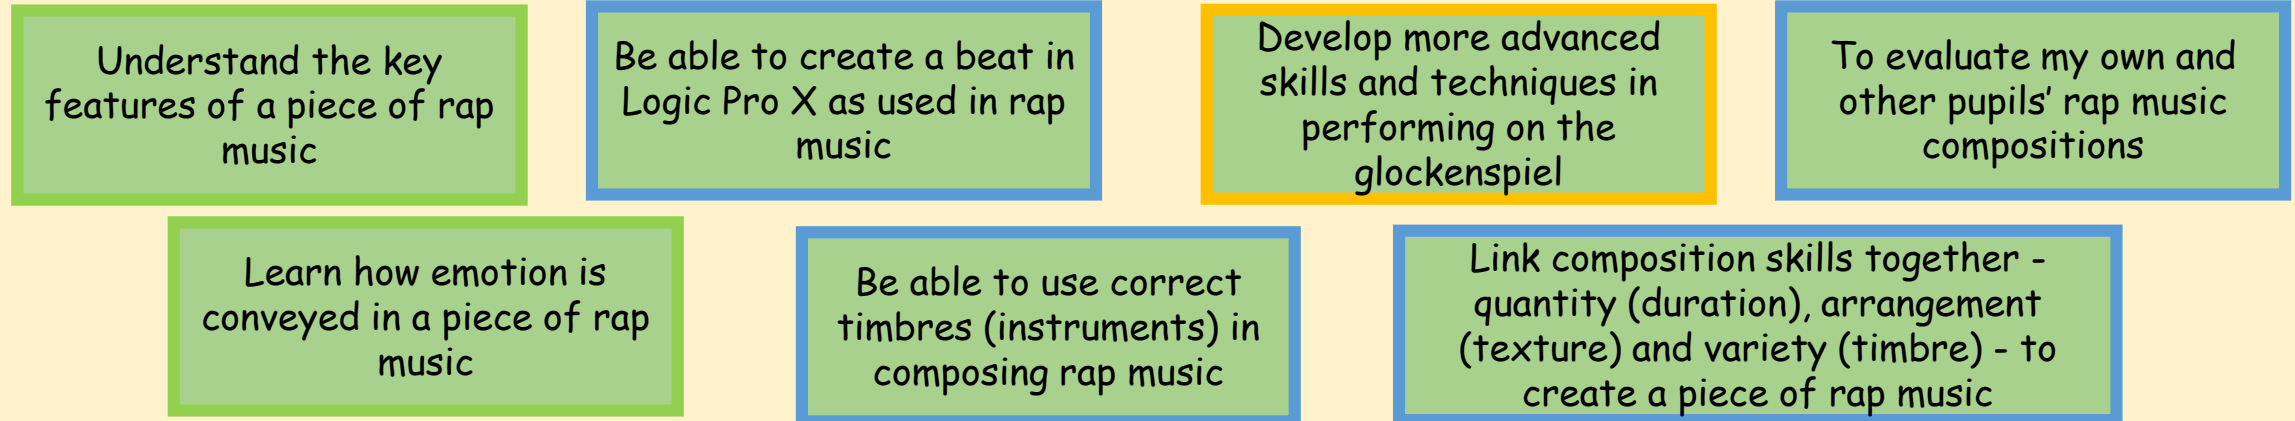 Understand the key
features of a piece of rap
music
Be able to create a beat in
Logic Pro X as used in rap
music
Develop more advanced
skills and techniques in
performing on the
glockenspiel
To evaluate my own and
other pupils’ rap music
compositions
Learn how emotion is
conveyed in a piece of rap
music
Be able to use correct
timbres (instruments) in
composing rap music
Link composition skills together -
quantity (duration), arrangement
(texture) and variety (timbre) - to
create a piece of rap music